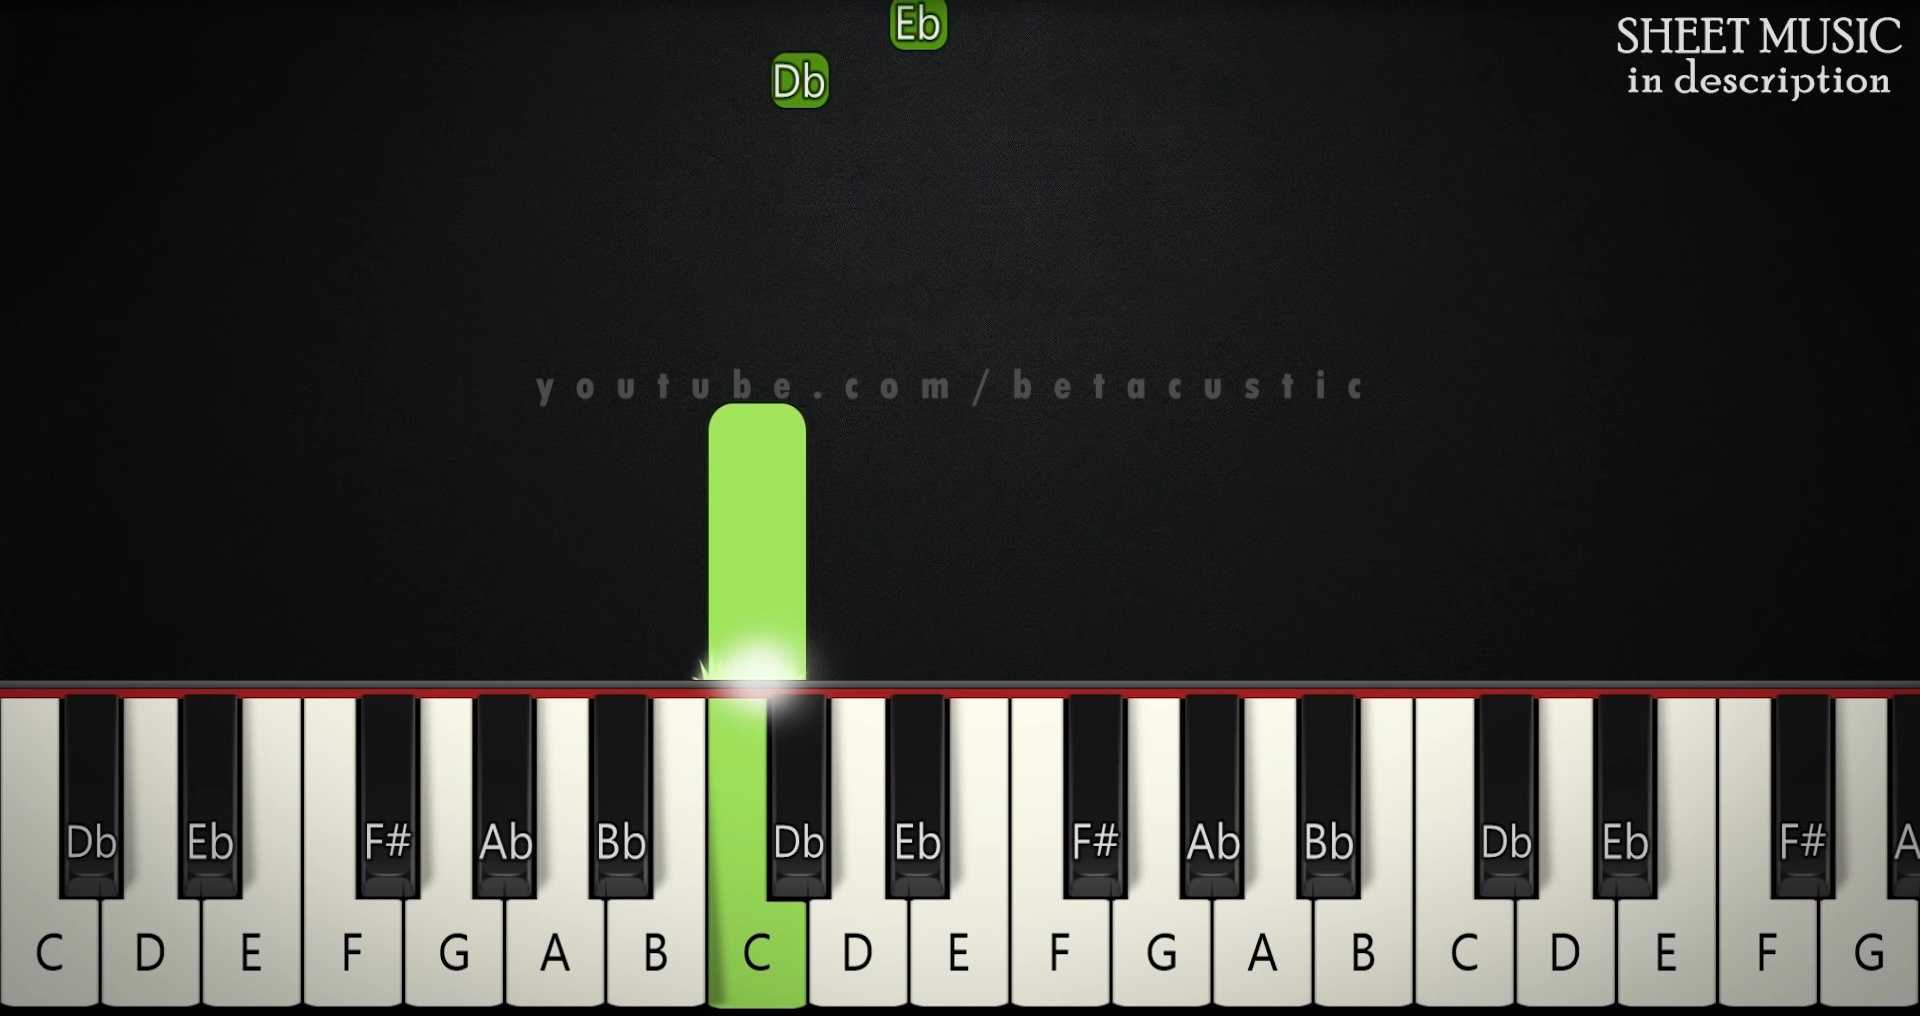 Eb
SHEET MUSIC
Db
in description
youtube.com/betacustic
Db Eb F# Ab Bb Db Eb F# Ab Bb Db Eb F# A
C D E F G A B C D E F G A B C D E F G